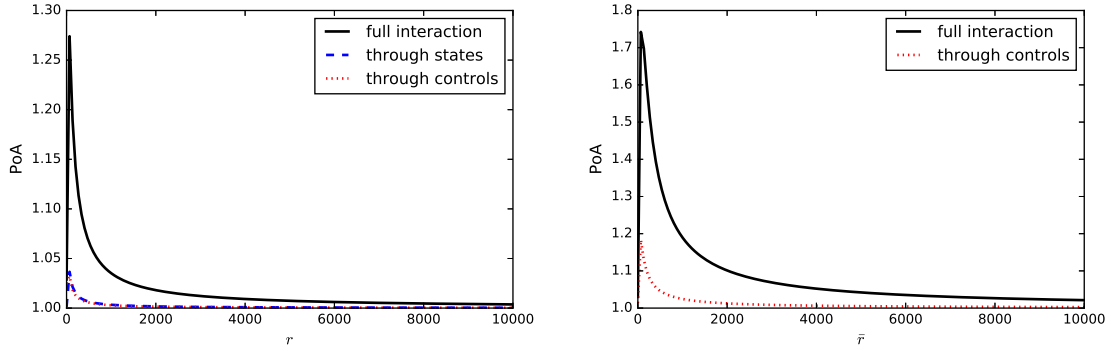 1.30
1.25
1.20
1.15
1.10
1.05
1.00
PoA
full interaction
through states
through controls
0 2000 4000 6000 8000 10000
r
1.8
1.7
1.6
1.5
1.4
1.3
1.2
1.1
1.0
PoA
full interaction
through controls
0 2000 4000 6000 8000 10000
r̄